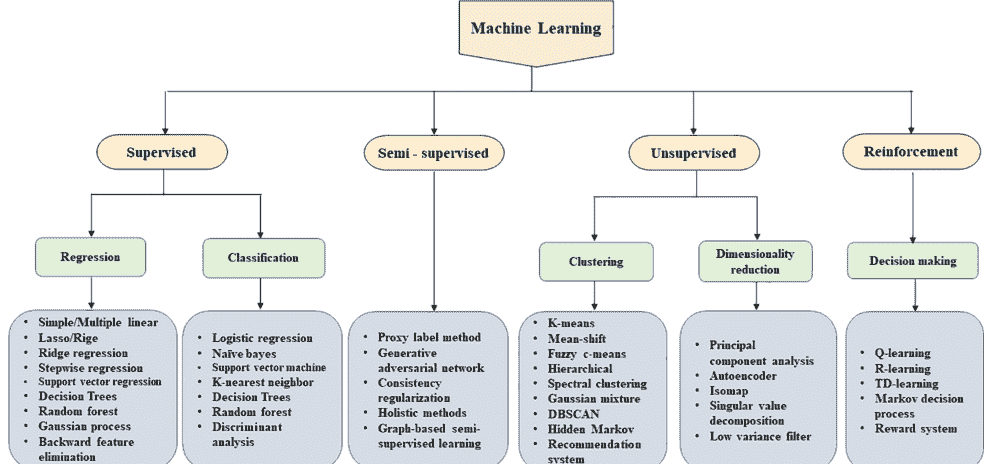 Machine Learning
Supervised
Semi - supervised
Unsupervised
Reinforcement
Regression
Classification
Clustering
Dimensionality
reduction
Decision making
• Simple/Multiple linear
• Lasso/Rige
• Ridge regression
• Stepwise regression
• Support vector regression
• Decision Trees
• Random forest
• Gaussian process
• Backward feature
elimination
• Logistic regression
• Naïve bayes
• Support vector machine
• K-nearest neighbor
• Decision Trees
• Random forest
• Discriminant
analysis
• Proxy label method
• Generative
adversarial network
• Consistency
regularization
• Holistic methods
• Graph-based semi-
supervised learning
• K-means
• Mean-shift
• Fuzzy c-means
• Hierarchical
• Spectral clustering
• Gaussian mixture
• DBSCAN
• Hidden Markov
• Recommendation
system
• Principal
component analysis
• Autoencoder
• Isomap
• Singular value
decomposition
• Low variance filter
• Q-learning
• R-learning
• TD-learning
• Markov decision
process
• Reward system